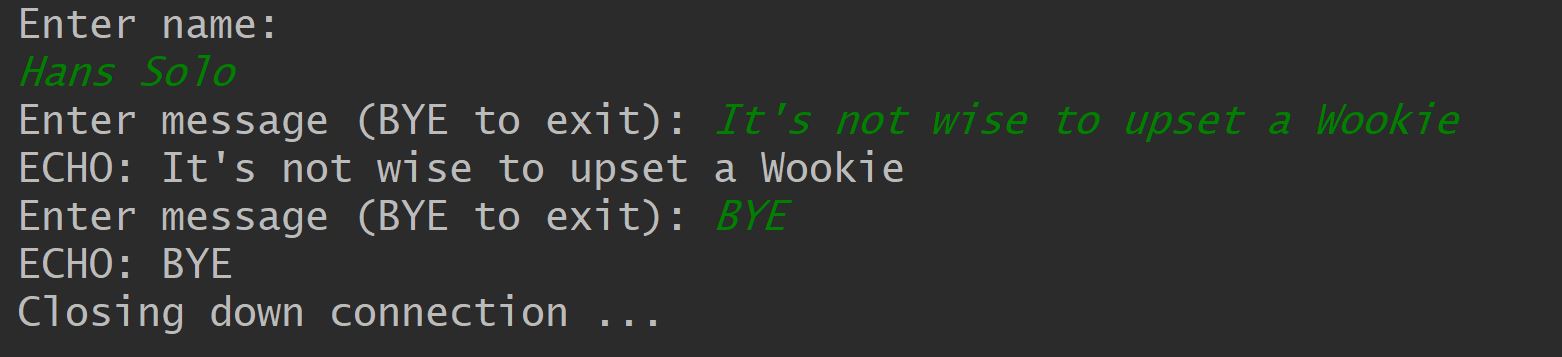 Enter name:
Hans Solo
Enter message (BYE to exit): It's not wise to upset a Wookie
ECHO: It's not wise to upset a Wookie
Enter message (BYE to exit): BYE
ECHO: BYE
Closing down connection ...